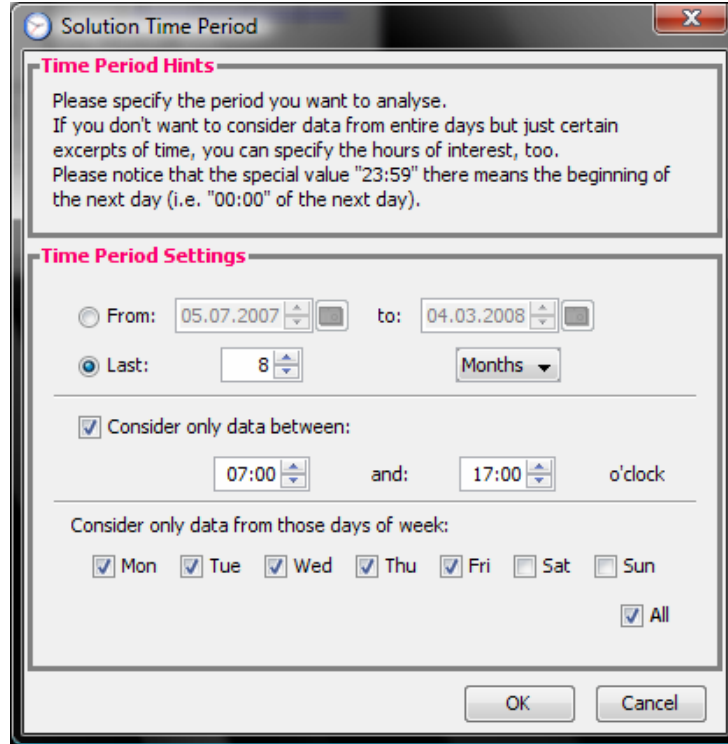 Solution Time Period
Time Period Hints
Please specify the period you want to analyse.
If you don't want to consider data from entire days but just certain
excerpts of time, you can specify the hours of interest, too.
Please notice that the special value "23:59" there means the beginning of
the next day (i.e. "00:00" of the next day).
Time Period Settings
From: 05.07.2007 to: 04.03.2008
Last: 8 Months
Consider only data between:
07:00 and: 17:00 o'clock
Consider only data from those days of week:
Mon Tue Wed Thu Fri Sat Sun
All
OK Cancel